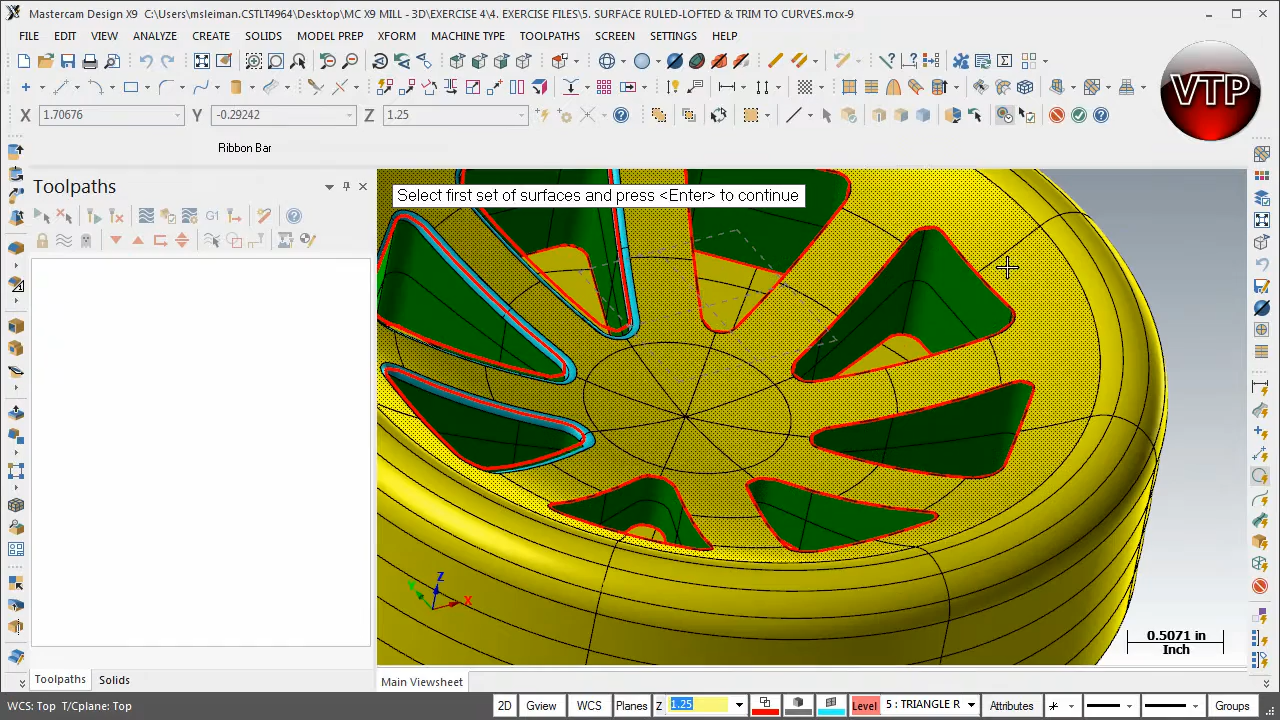 Mastercam Design X9 C:\Users\msleiman.CSTLT4964\Desktop\MC X9 MILL - 3D\EXERCISE 4\4. EXERCISE FILES\5. SURFACE RULED-LOFTED & TRIM TO CURVES.mcx-9
FILE EDIT VIEW ANALYZE CREATE SOLIDS MODEL PREP XFORM MACHINE TYPE TOOLPATHS SCREEN SETTINGS HELP
VTP
X 1.70676 Y -0.29242 Z 1.25
Ribbon Bar
Toolpaths
Select first set of surfaces and press <Enter> to continue
G1
Z
Y
X
0.5071 in
Inch
Toolpaths Solids
Main Viewsheet
WCS: Top T/Cplane: Top 2D Gview WCS Planes Z 1.25 Level 5 : TRIANGLE R Attributes Groups